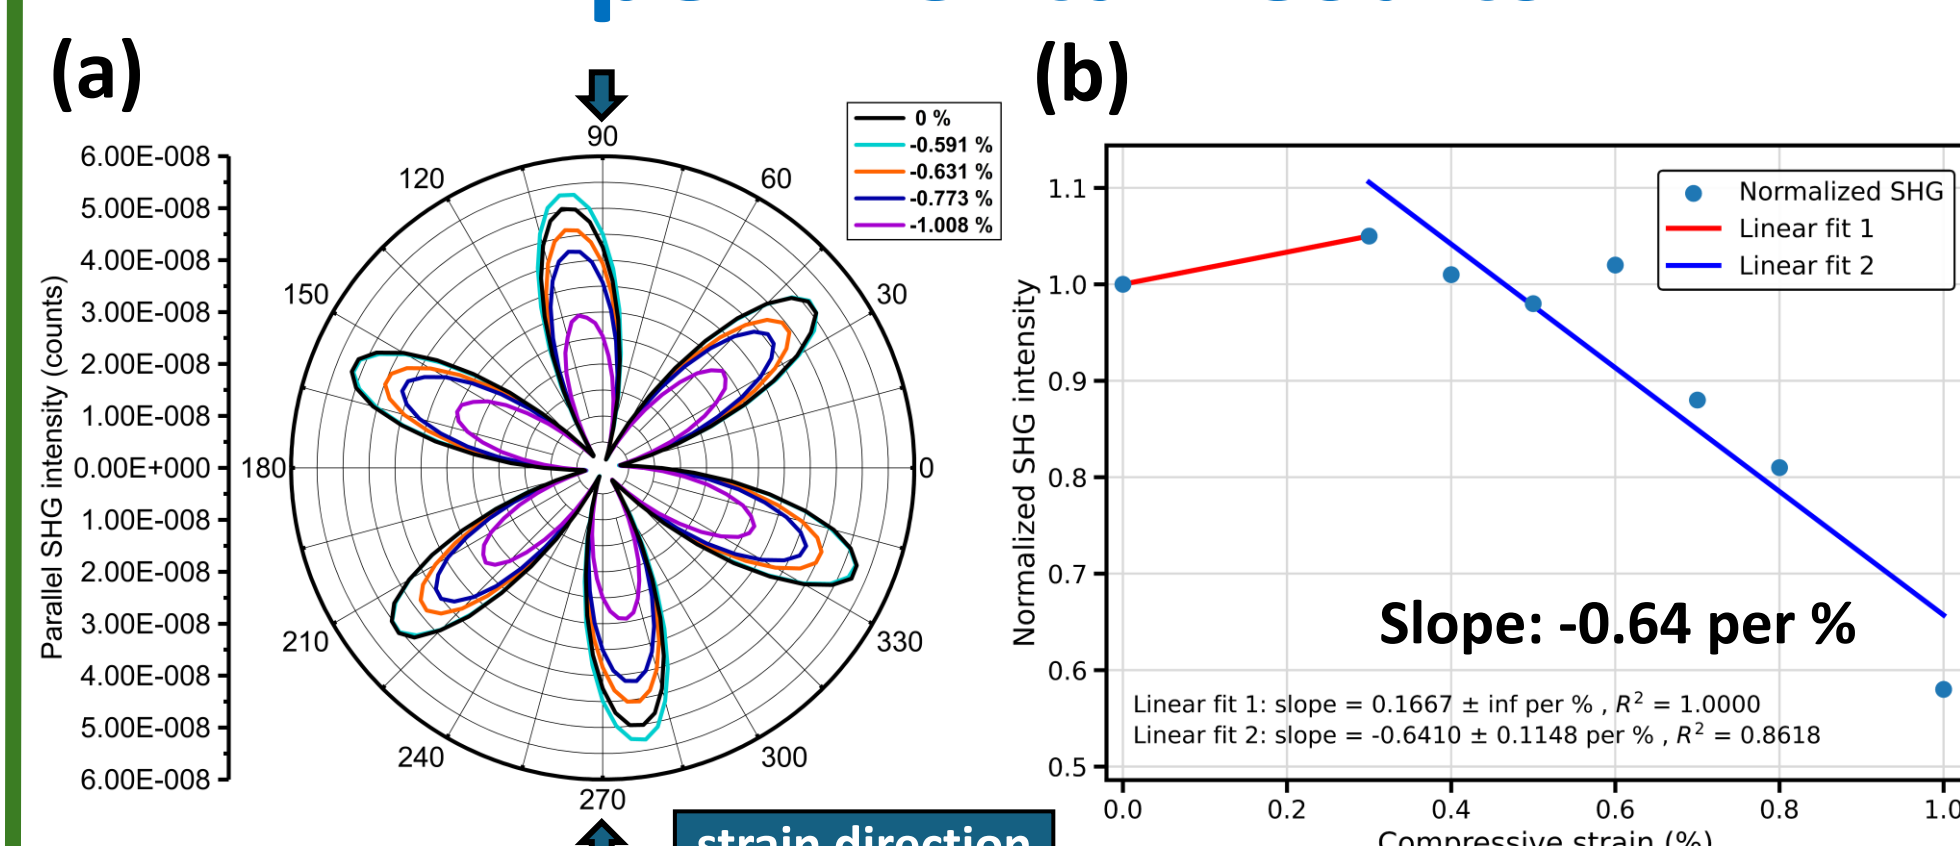 (a)
90
120
60
150
30
180
0
210
330
240
300
270
6.00E-008
5.00E-008
4.00E-008
3.00E-008
2.00E-008
1.00E-008
0.00E+000
1.00E-008
2.00E-008
3.00E-008
4.00E-008
5.00E-008
6.00E-008
Parallel SHG intensity (counts)
0 %
-0.591 %
-0.631 %
-0.773 %
-1.008 %
strain direction
(b)
1.1
1.0
0.9
0.8
0.7
0.6
0.5
Normalized SHG intensity
Normalized SHG
Linear fit 1
Linear fit 2
Slope: -0.64 per %
Linear fit 1: slope = 0.1667 ± inf per % , R² = 1.0000
Linear fit 2: slope = -0.6410 ± 0.1148 per % , R² = 0.8618
0.0 0.2 0.4 0.6 0.8 1.0
Compressive strain (%)